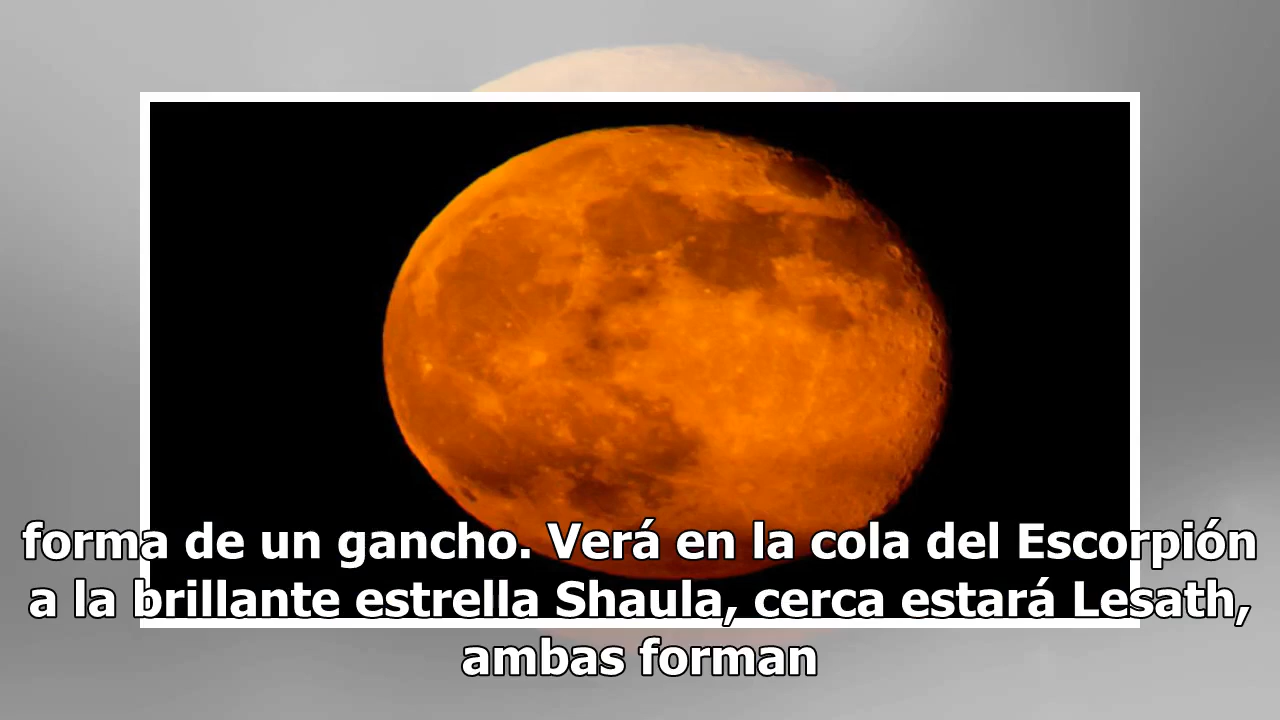 forma de un gancho. Verá en la cola del Escorpión
a la brillante estrella Shaula, cerca estará Lesath,
ambas forman